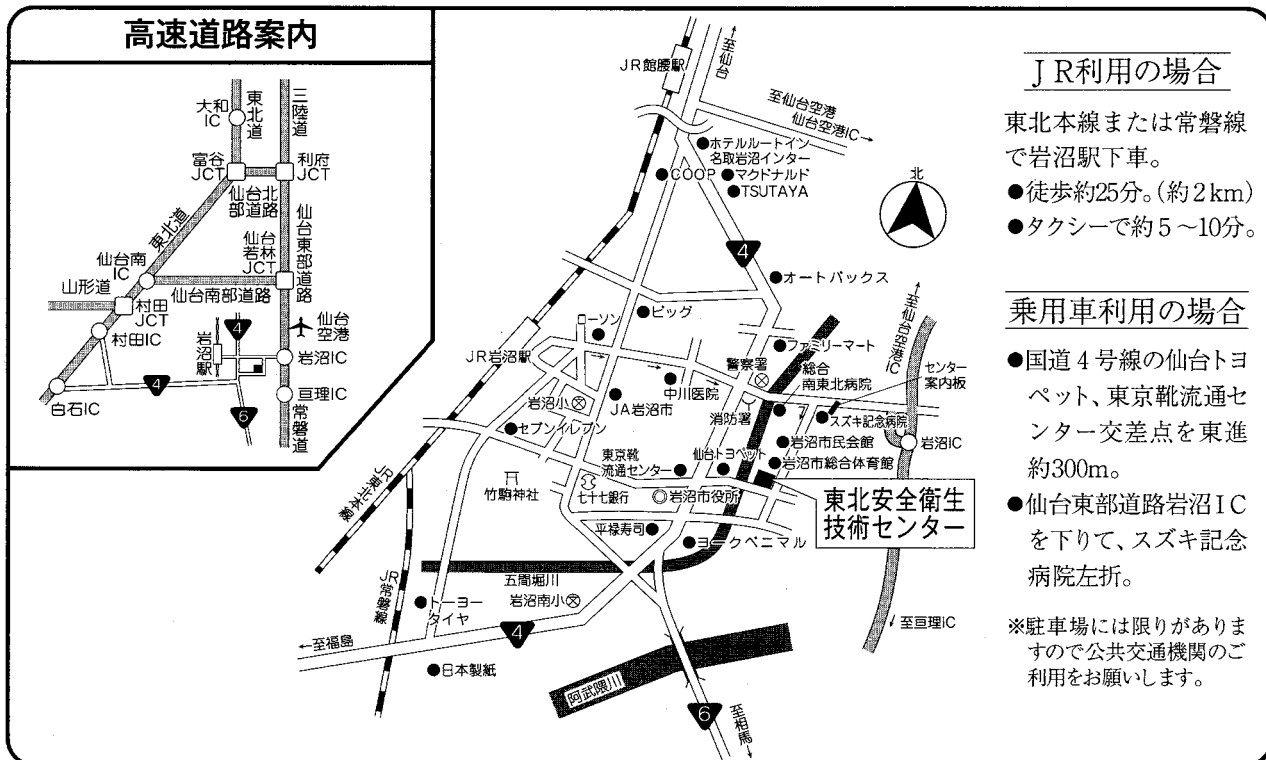 高速道路案内
大和
IC
東北道
三陸道
富谷
JCT
利府
JCT
仙台北
部道路
東北道
仙台
若林
JCT
仙台東部道路
仙台南
IC
仙台南部道路
山形道
村田
JCT
村田IC
岩沼駅
4
仙台
空港
岩沼IC
4
白石IC
6
亘理IC
常磐道
JR館腰駅
↑至仙台
至仙台空港
仙台空港IC
ホテルルートイン
名取岩沼インター
●COOP
●マクドナルド
●TSUTAYA
北
4
●オートバックス
●ビッグ
ローソン
JR岩沼駅
●ファミリーマート
警察署
総合
南東北病院
センター
案内板
至仙台空港IC
中川医院
JA岩沼市
岩沼小
消防署
スズキ記念病院
●セブンイレブン
岩沼市民会館
岩沼IC
東京靴
流通センター
仙台トヨペット
岩沼市総合体育館
竹駒神社
七十七銀行
岩沼市役所
東北安全衛生
技術センター
JR東北本線
平禄寿司
●ヨークベニマル
JR
常磐線
五間堀川
トーヨー
タイヤ
岩沼南小
←至福島
4
至亘理IC
●日本製紙
阿武隈川
6
至相馬
JR利用の場合
東北本線または常磐線
で岩沼駅下車。
●徒歩約25分。(約2km)
●タクシーで約5～10分。
乗用車利用の場合
●国道4号線の仙台トヨ
ペット、東京靴流通セ
ンター交差点を東進
約300m。
●仙台東部道路岩沼IC
を下りて、スズキ記念
病院左折。
※駐車場には限りがありま
すので公共交通機関のご
利用をお願いします。